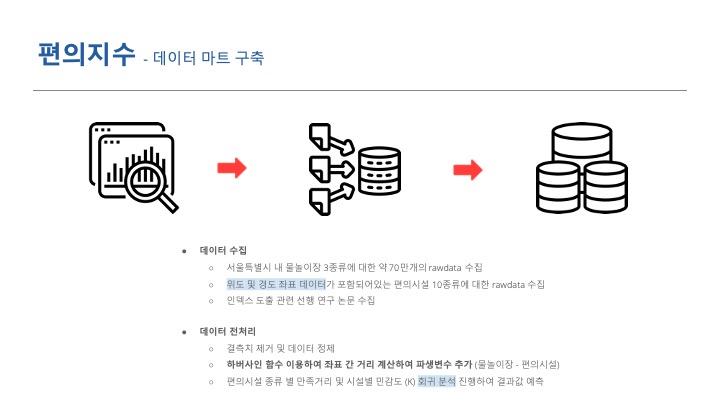 편의지수 - 데이터 마트 구축
● 데이터 수집
○ 서울특별시 내 물놀이장 3종류에 대한 약 70만개의 rawdata 수집
○ 위도 및 경도 좌표 데이터가 포함되어있는 편의시설 10종류에 대한 rawdata 수집
○ 인덱스 도출 관련 선행 연구 논문 수집
● 데이터 전처리
○ 결측치 제거 및 데이터 정제
○ 하버사인 함수 이용하여 좌표 간 거리 계산하여 파생변수 추가 (물놀이장 - 편의시설)
○ 편의시설 종류 별 만족거리 및 시설별 민감도 (K) 회귀 분석 진행하여 결과값 예측